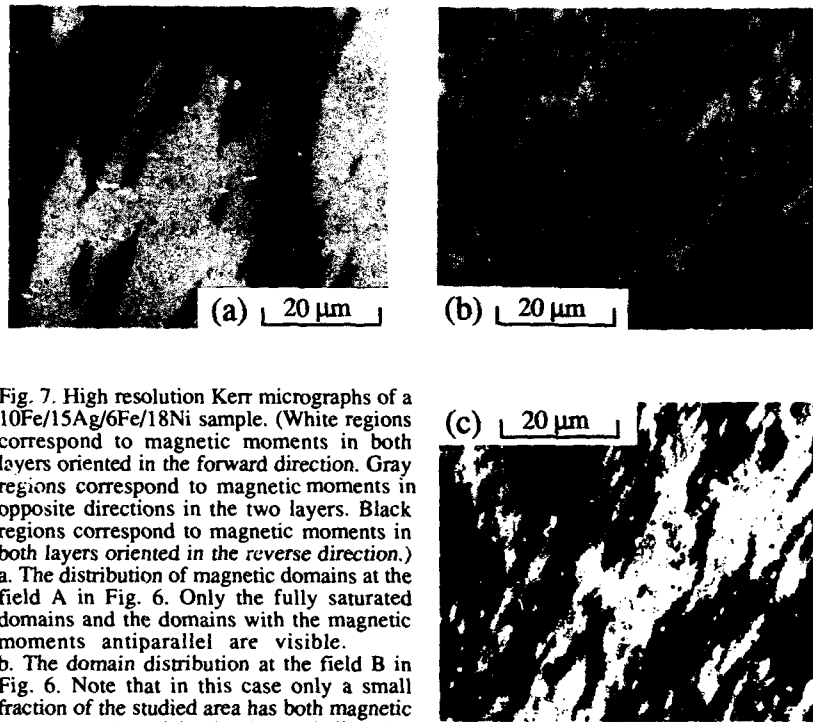 (a) 20 µm
(b) 20 µm
(c) 20 µm
Fig. 7. High resolution Kerr micrographs of a
10Fe/15Ag/6Fe/18Ni sample. (White regions
correspond to magnetic moments in both
layers oriented in the forward direction. Gray
regions correspond to magnetic moments in
opposite directions in the two layers. Black
regions correspond to magnetic moments in
both layers oriented in the reverse direction.)
a. The distribution of magnetic domains at the
field A in Fig. 6. Only the fully saturated
domains and the domains with the magnetic
moments antiparallel are visible.
b. The domain distribution at the field B in
Fig. 6. Note that in this case only a small
fraction of the studied area has both magnetic